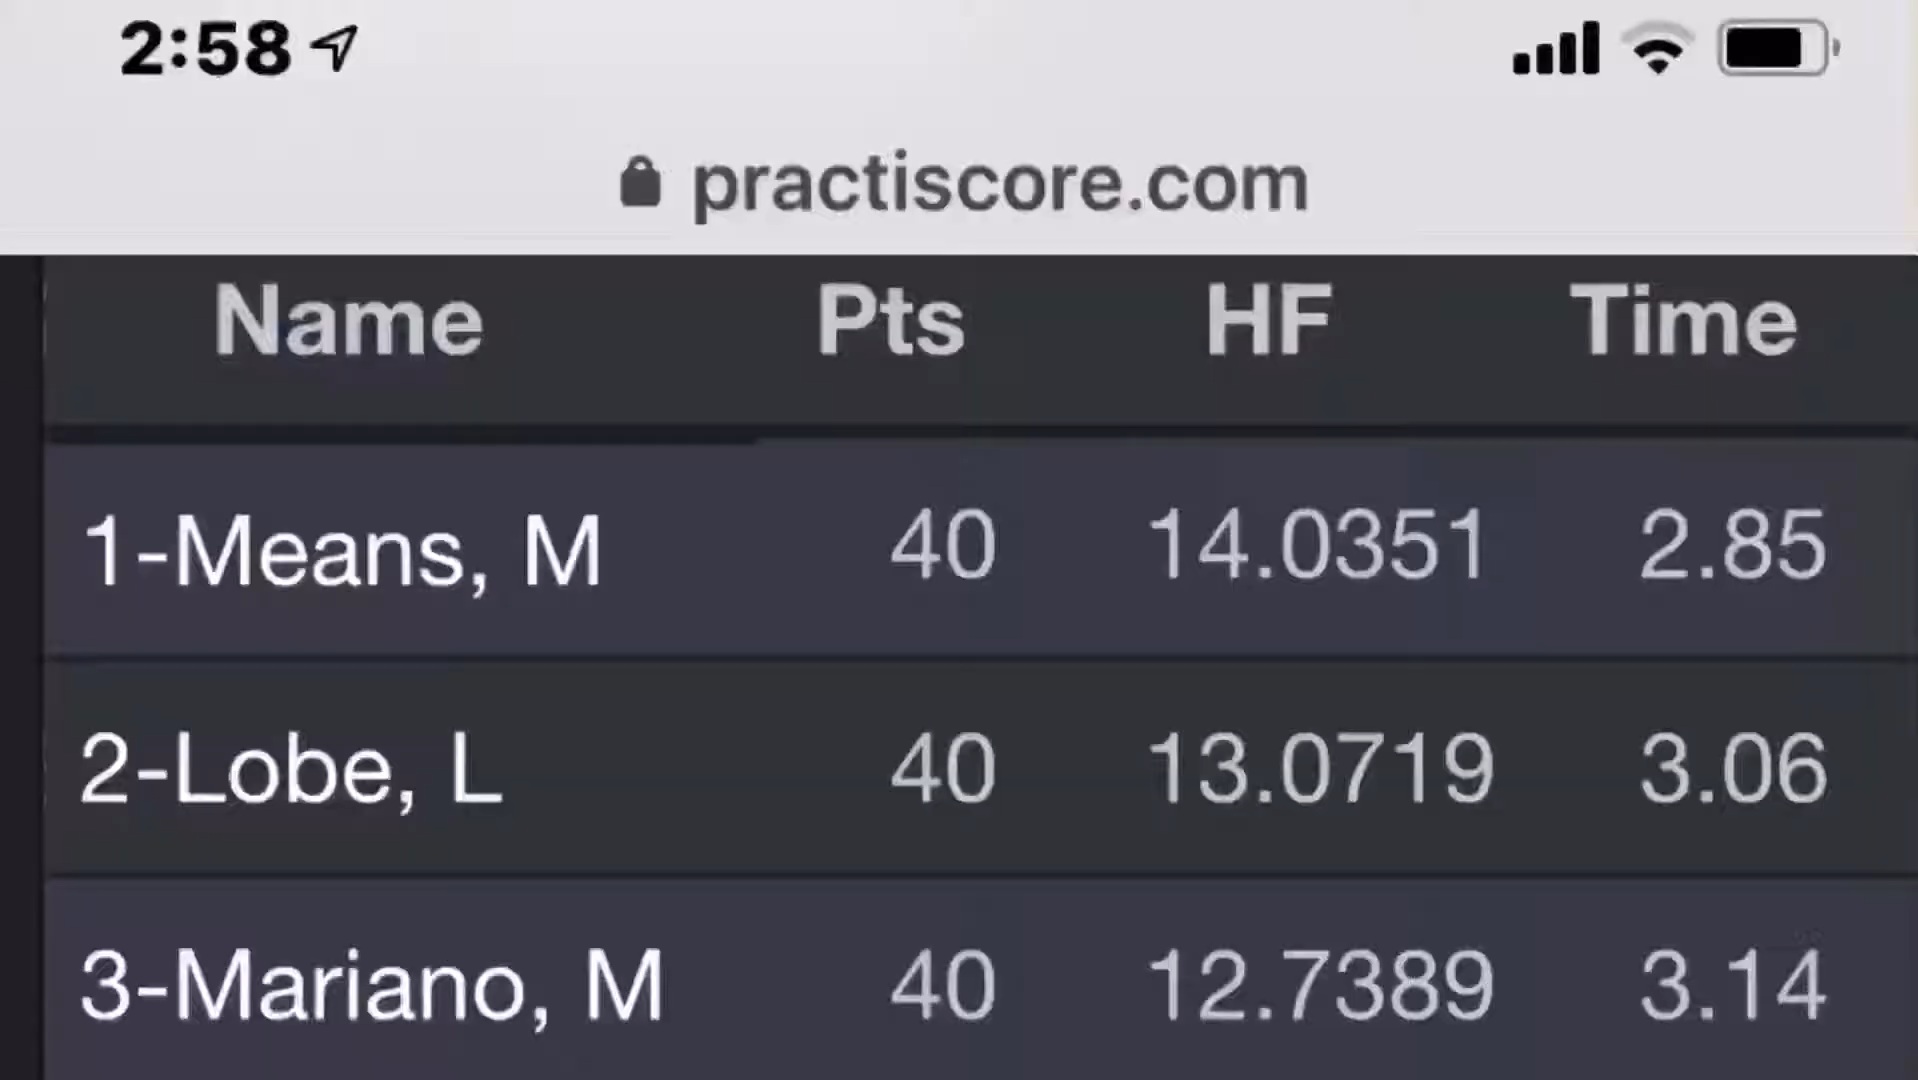 2:58
practiscore.com
Name Pts HF Time
1-Means, M 40 14.0351 2.85
2-Lobe, L 40 13.0719 3.06
3-Mariano, M 40 12.7389 3.14